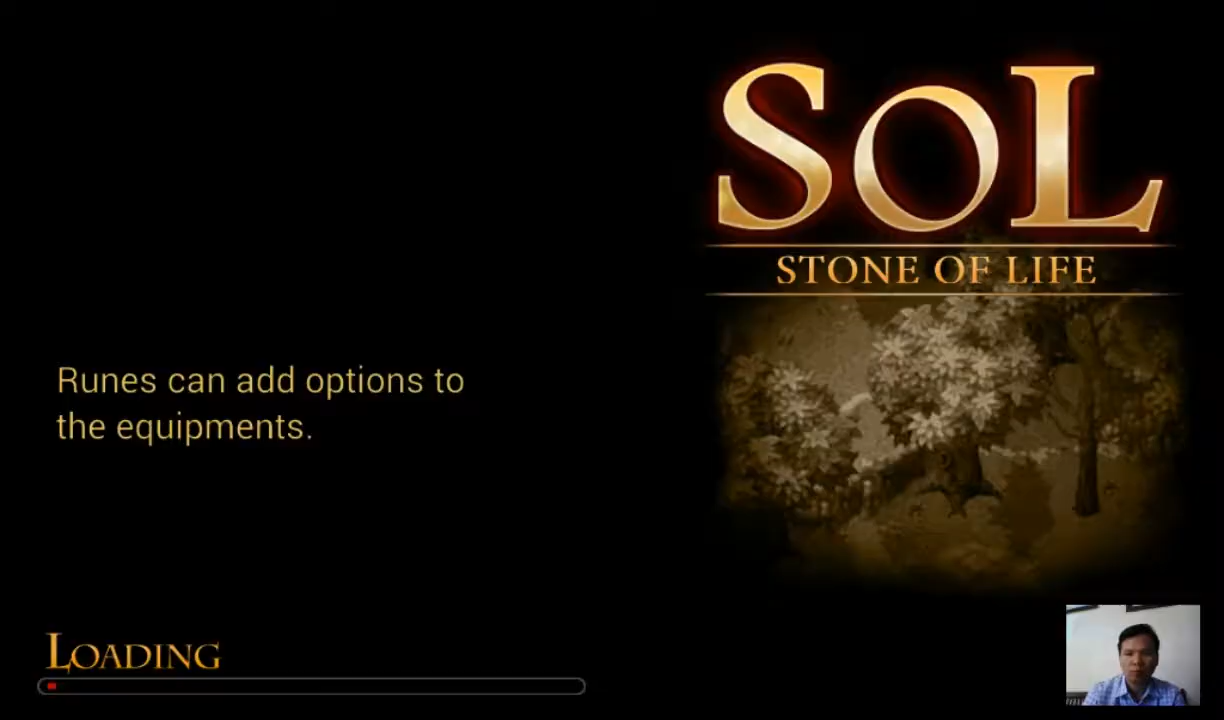 SOL
STONE OF LIFE
Runes can add options to
the equipments.
LOADING